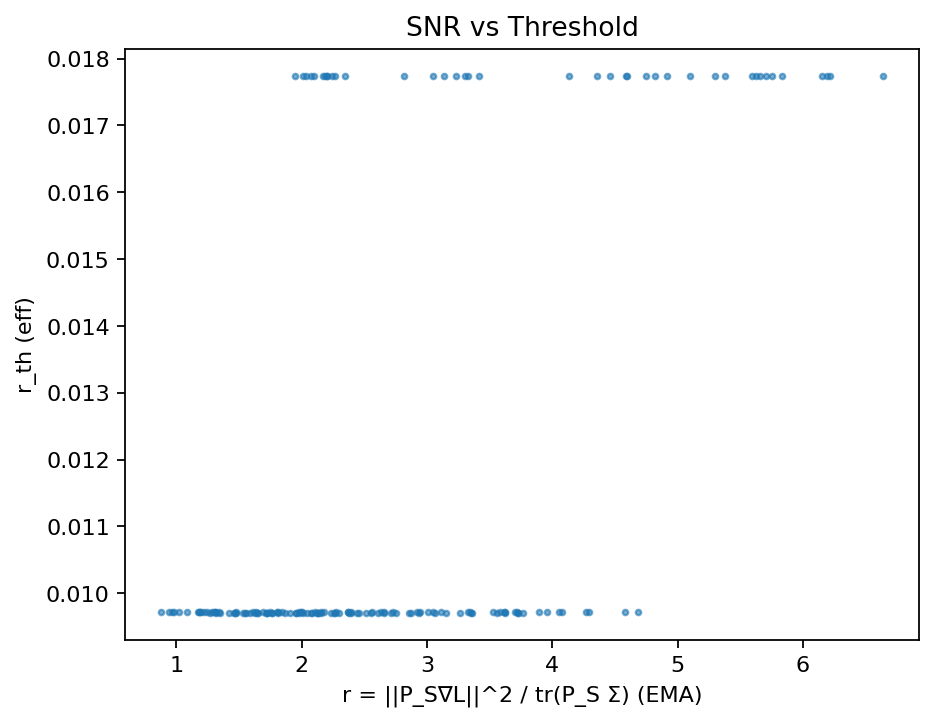 SNR vs Threshold
0.018
0.017
0.016
0.015
0.014
0.013
0.012
0.011
0.010
r_th (eff)
1 2 3 4 5 6
r = ||P_S∇L||^2 / tr(P_S Σ) (EMA)